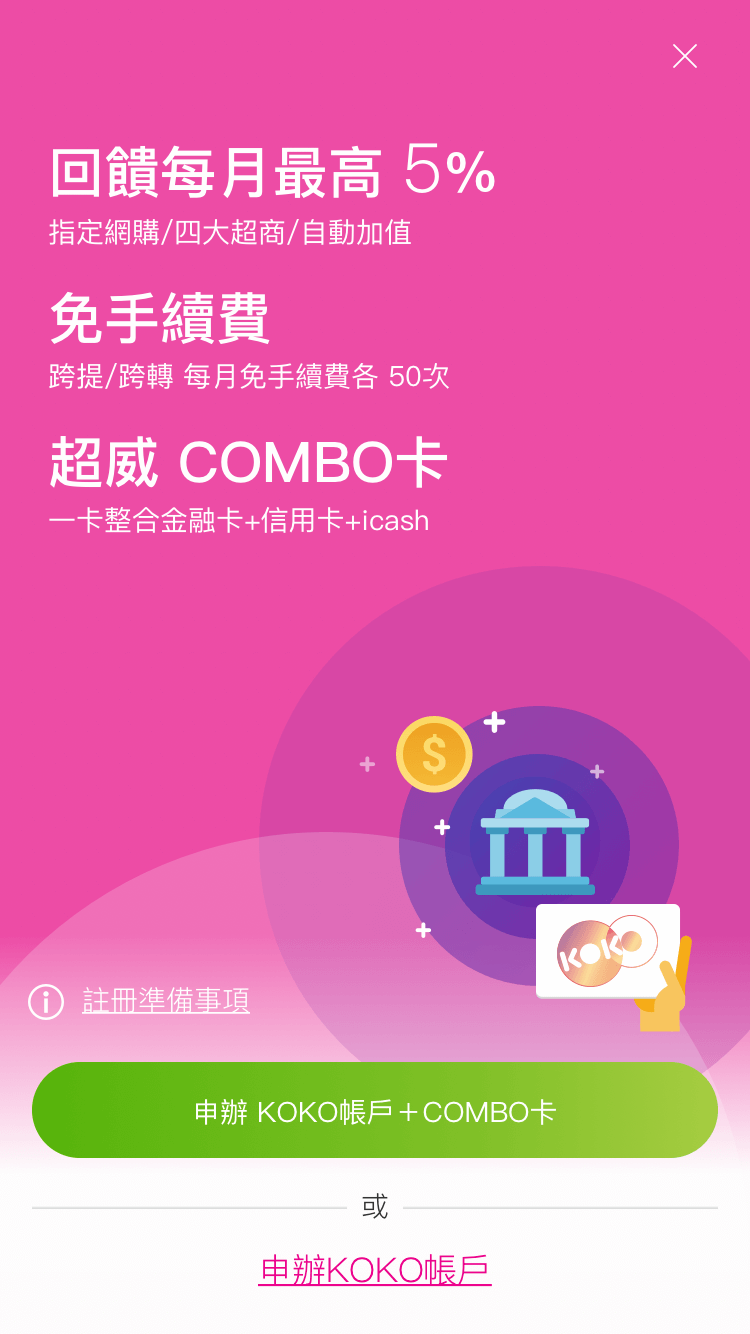 回饋每月最高 5%
指定網購/四大超商/自動加值
免手續費
跨提/跨轉 每月免手續費各 50次
超威 COMBO卡
一卡整合金融卡+信用卡+icash
$
KOKO
註冊準備事項
申辦 KOKO帳戶＋COMBO卡
或
申辦KOKO帳戶